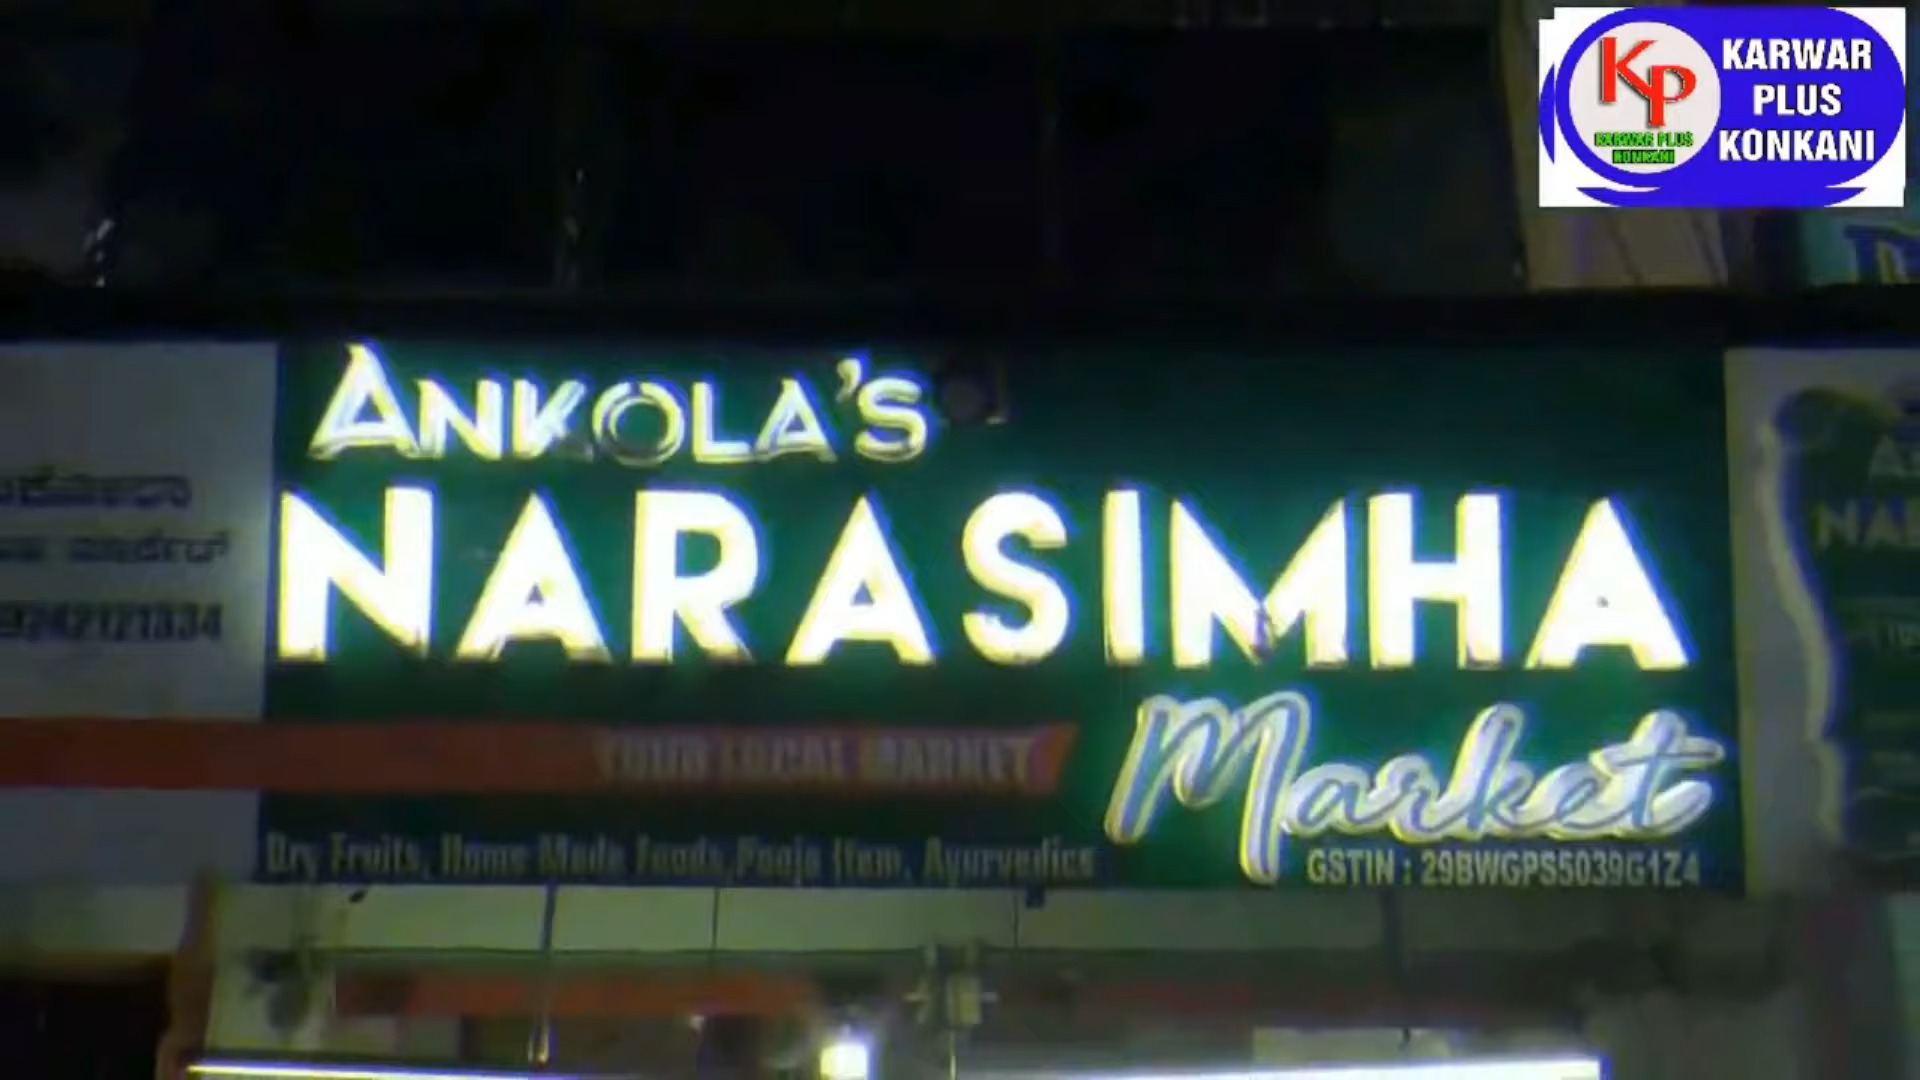 KP
KARWAR PLUS
KONKANI
KARWAR
PLUS
KONKANI
ANKOLA'S
NARASIMHA
Market
YOUR LOCAL MARKET
Dry Fruits, Home Made Foods, Pooja Item, Ayurvedics
GSTIN : 29BWGPS5039G1Z4
9242121334